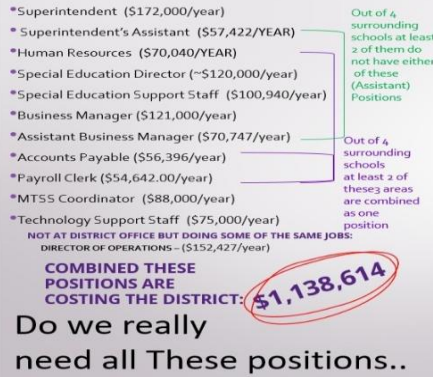 *Superintendent ($172,000/year)
* Superintendent's Assistant ($57,422/YEAR)
*Human Resources ($70,040/YEAR)
*Special Education Director (~$120,000/year)
*Special Education Support Staff ($100,940/year)
*Business Manager ($121,000/year)
*Assistant Business Manager ($70,747/year)
*Accounts Payable ($56,396/year)
*Payroll Clerk ($54,642.00/year)
*MTSS Coordinator ($88,000/year)
*Technology Support Staff ($75,000/year)
NOT AT DISTRICT OFFICE BUT DOING SOME OF THE SAME JOBS:
DIRECTOR OF OPERATIONS – ($152,427/year)
Out of 4
surrounding
schools at least
2 of them do
not have either
of these
(Assistant)
Positions
Out of 4
surrounding
schools
at least 2 of
these3 areas
are combined
as one
position
COMBINED THESE
POSITIONS ARE
COSTING THE DISTRICT: $1,138,614
Do we really
need all These positions..